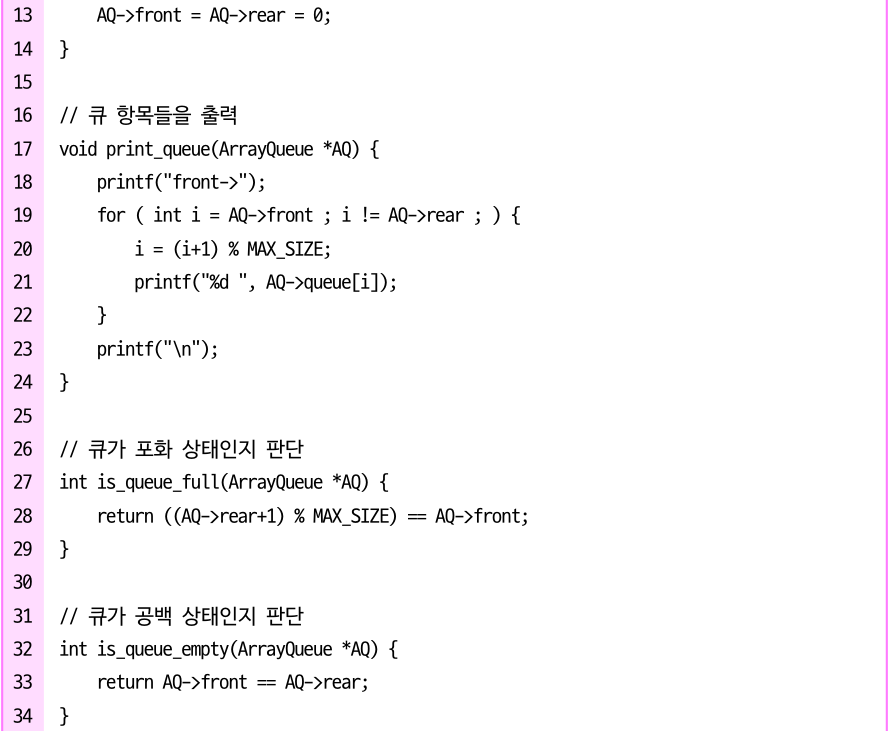 13 AQ->front = AQ->rear = 0;
14 }
15
16 // 큐 항목들을 출력
17 void print_queue(ArrayQueue *AQ) {
18 printf("front->");
19 for ( int i = AQ->front ; i != AQ->rear ; ) {
20 i = (i+1) % MAX_SIZE;
21 printf("%d ", AQ->queue[i]);
22 }
23 printf("\n");
24 }
25
26 // 큐가 포화 상태인지 판단
27 int is_queue_full(ArrayQueue *AQ) {
28 return ((AQ->rear+1) % MAX_SIZE) == AQ->front;
29 }
30
31 // 큐가 공백 상태인지 판단
32 int is_queue_empty(ArrayQueue *AQ) {
33 return AQ->front == AQ->rear;
34 }